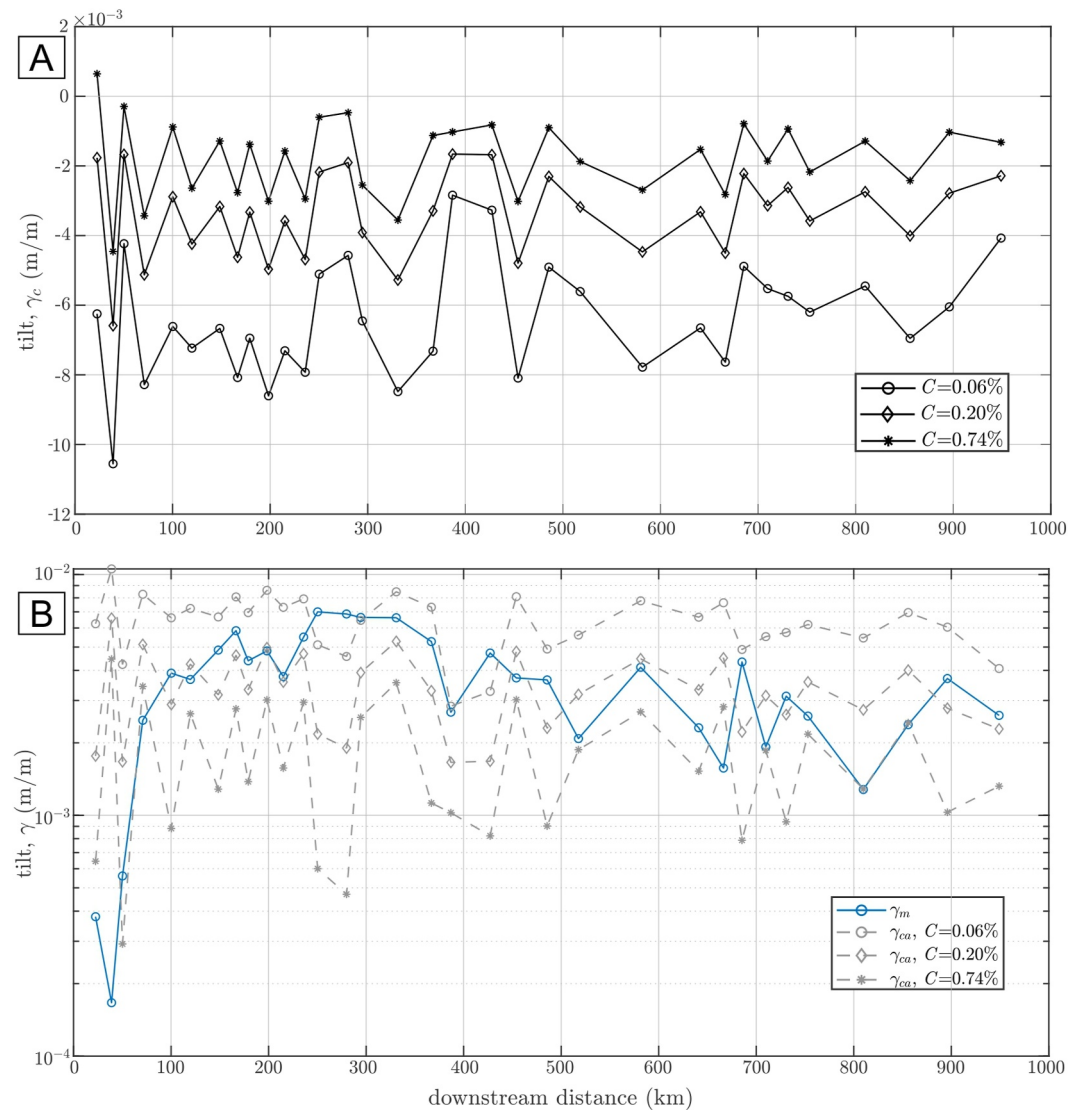 A
2 ×10⁻³
0
-2
-4
-6
-8
-10
-12
tilt, γc (m/m)
0 100 200 300 400 500 600 700 800 900 1000
C=0.06%
C=0.20%
C=0.74%
B
10⁻²
10⁻³
10⁻⁴
tilt, γ (m/m)
0 100 200 300 400 500 600 700 800 900 1000
downstream distance (km)
γm
γca, C=0.06%
γca, C=0.20%
γca, C=0.74%